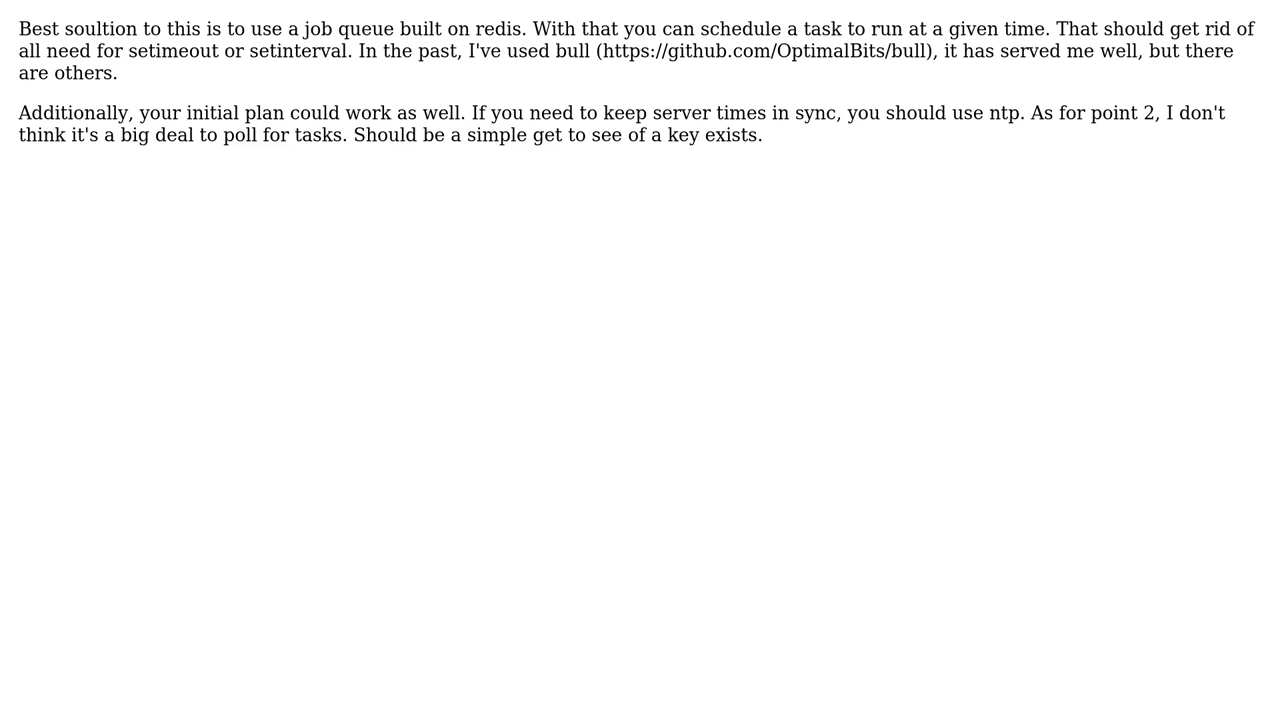 Best soultion to this is to use a job queue built on redis. With that you can schedule a task to run at a given time. That should get rid of
all need for setimeout or setinterval. In the past, I've used bull (https://github.com/OptimalBits/bull), it has served me well, but there
are others.
Additionally, your initial plan could work as well. If you need to keep server times in sync, you should use ntp. As for point 2, I don't
think it's a big deal to poll for tasks. Should be a simple get to see of a key exists.